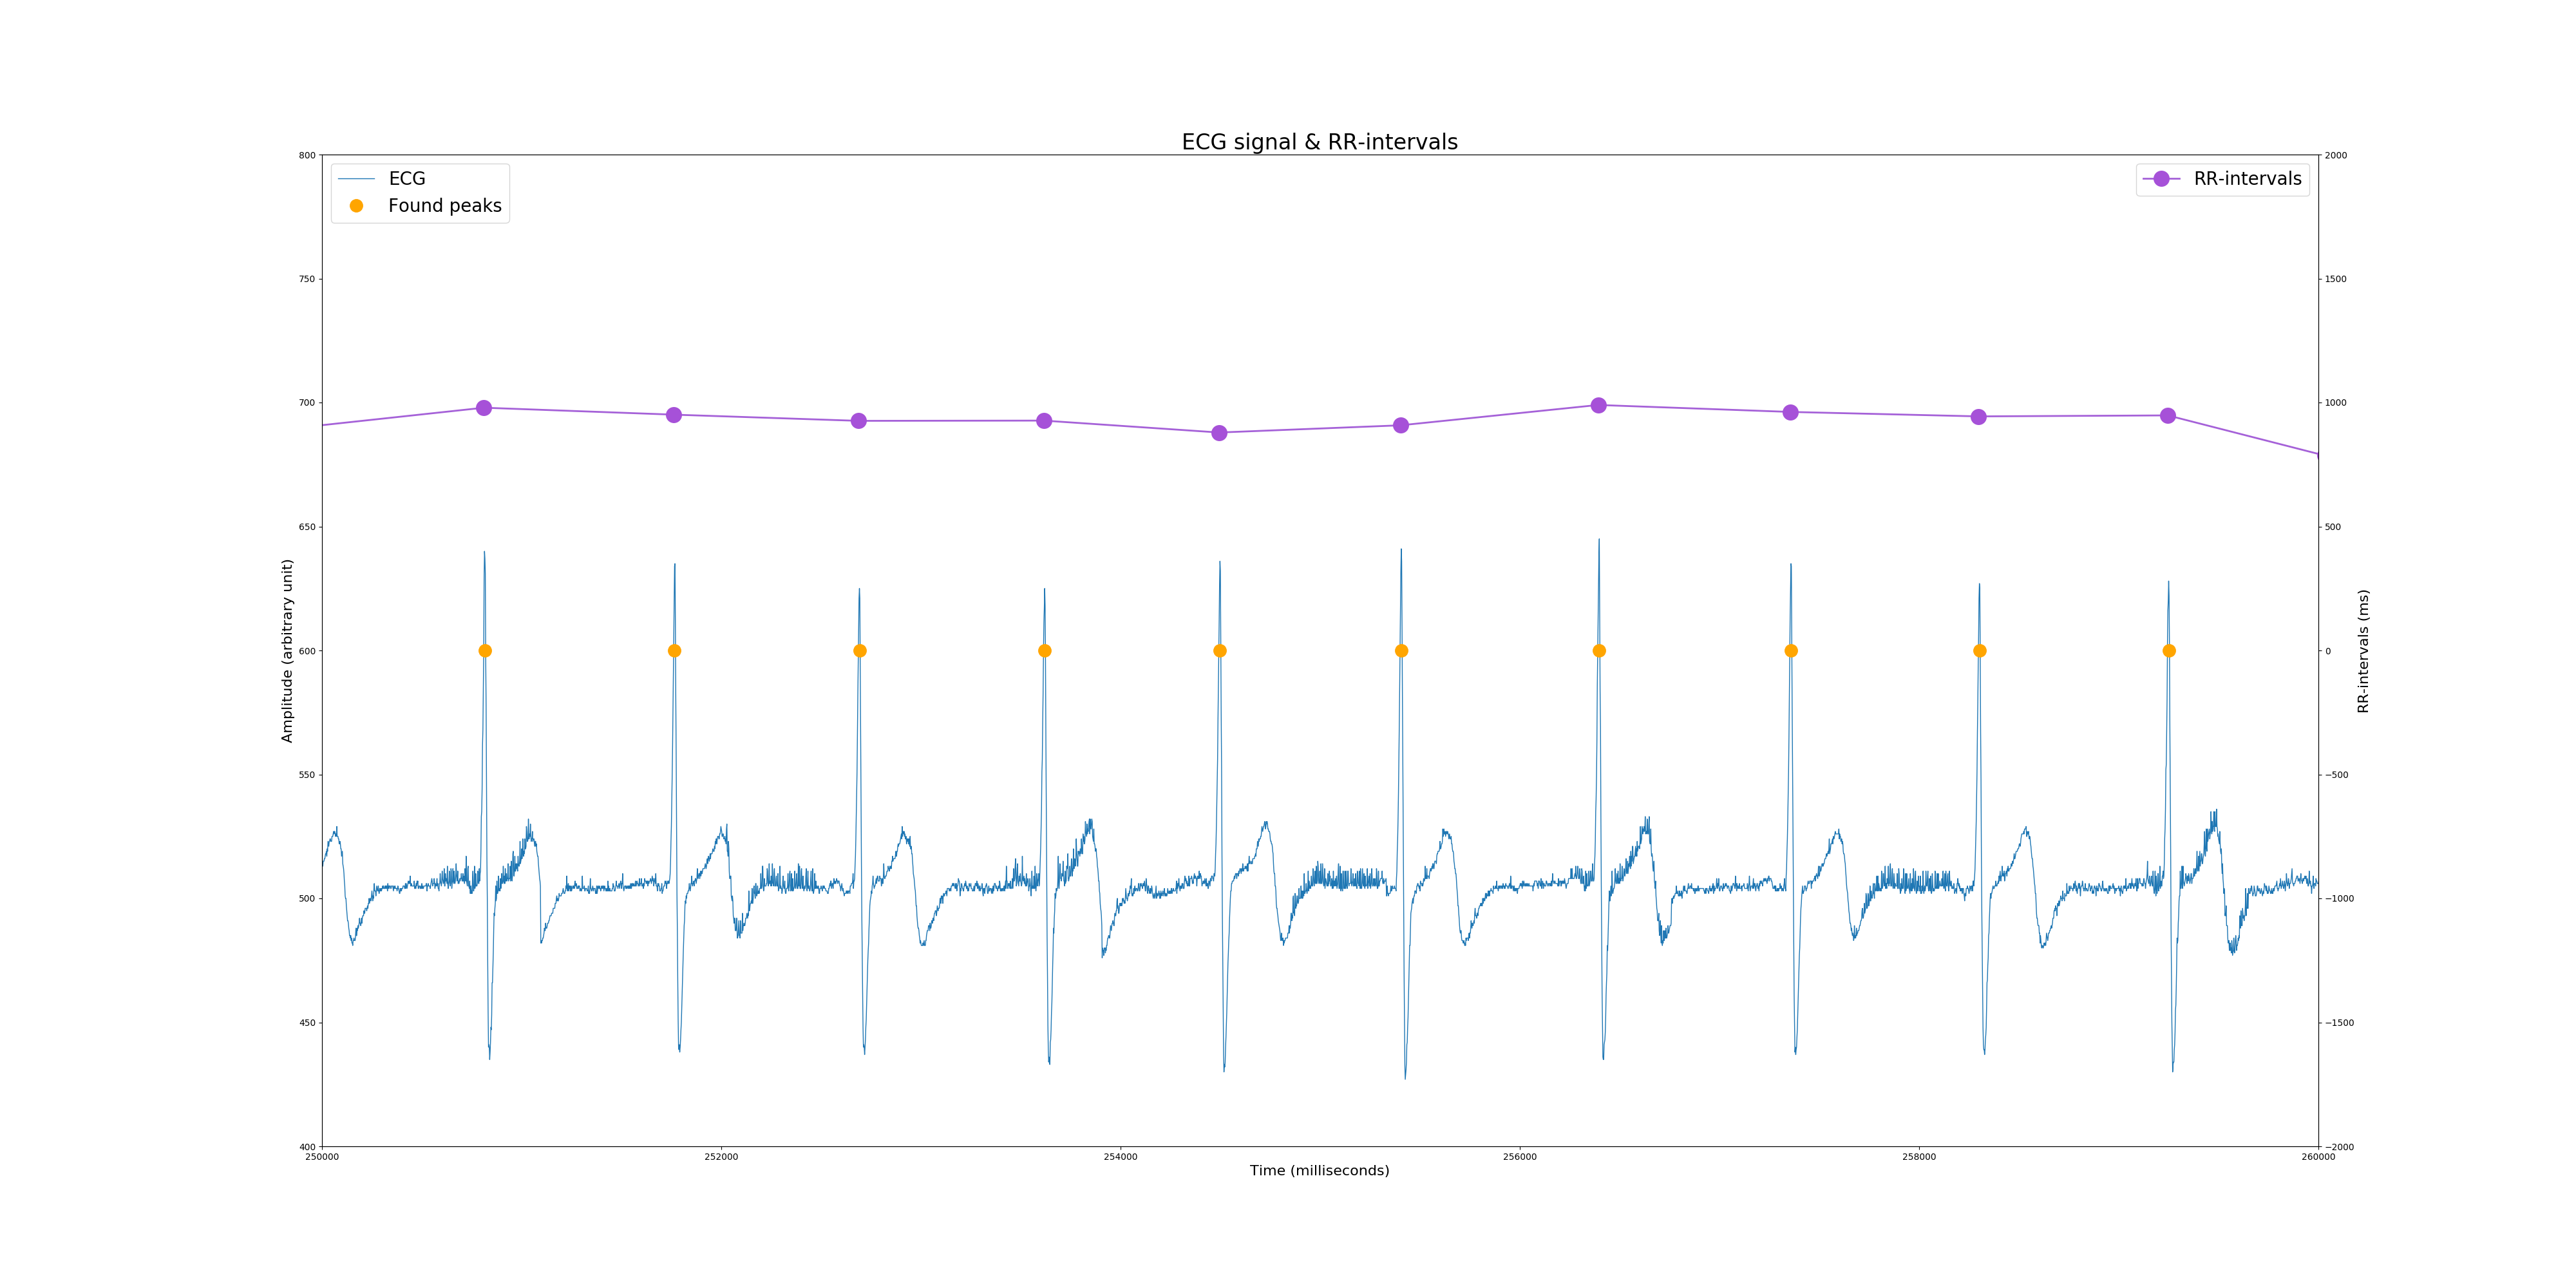 ECG signal & RR-intervals
ECG
Found peaks
RR-intervals
800
750
700
650
600
550
500
450
400
Amplitude (arbitrary unit)
2000
1500
1000
500
0
−500
−1000
−1500
−2000
RR-intervals (ms)
250000 252000 254000 256000 258000 260000
Time (milliseconds)